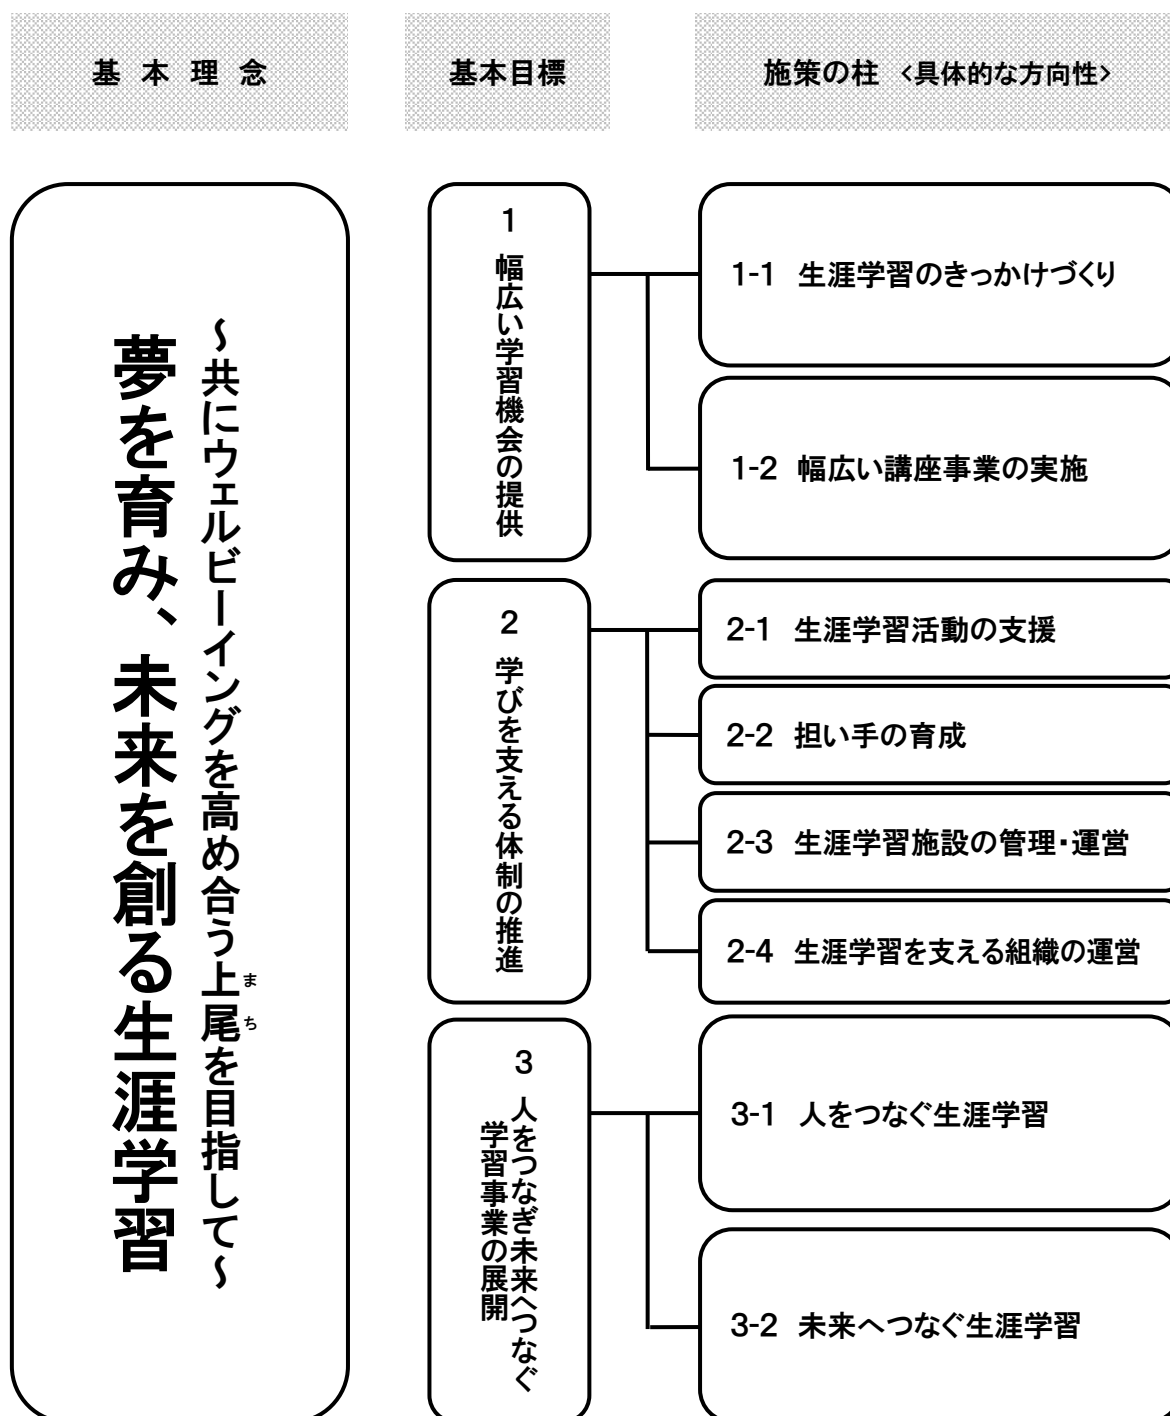 基本理念
基本目標
施策の柱 <具体的な方向性>
~共にウェルビーイングを高め合う上尾を目指して~
まち
夢を育み、未来を創る生涯学習
1 幅広い学習機会の提供
1-1 生涯学習のきっかけづくり
1-2 幅広い講座事業の実施
2 学びを支える体制の推進
2-1 生涯学習活動の支援
2-2 担い手の育成
2-3 生涯学習施設の管理・運営
2-4 生涯学習を支える組織の運営
3 人をつなぎ未来へつなぐ
学習事業の展開
3-1 人をつなぐ生涯学習
3-2 未来へつなぐ生涯学習